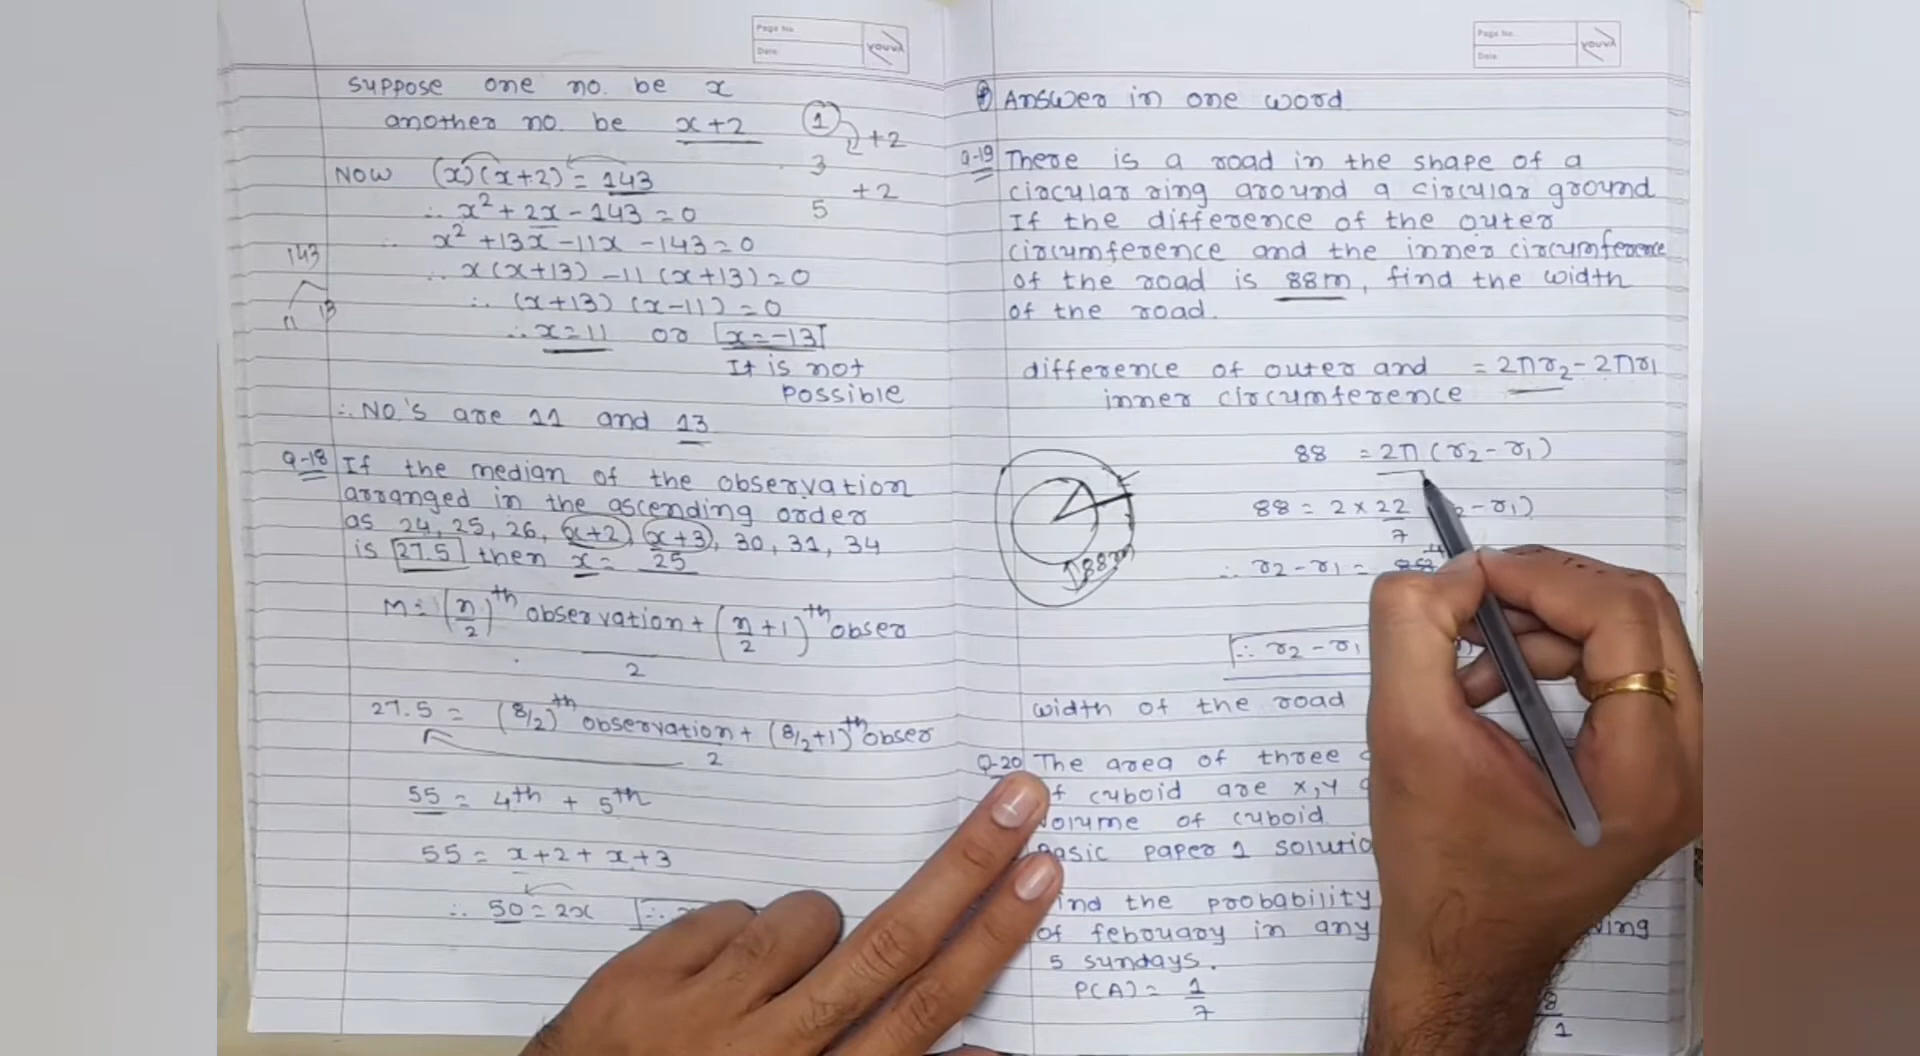 Page No.
Date
YOUVA
suppose one no. be x
another no. be x+2
1
+2
3
+2
5
Now (x)(x+2) = 143
∴ x² + 2x - 143 = 0
∴ x² + 13x - 11x - 143 = 0
∴ x(x+13) - 11(x+13) = 0
∴ (x+13) (x-11) = 0
∴ x = 11 or x = -13
143
11 13
It is not
possible
∴ No.'s are 11 and 13
Q-18 If the median of the observation
arranged in the ascending order
as 24, 25, 26, x+2, x+3, 30, 31, 34
is 27.5 then x = 25
M = (n/2)th observation + (n/2 + 1)th obser
2
27.5 = (8/2)th observation + (8/2+1)th obser
2
55 = 4th + 5th
55 = x+2 + x+3
∴ 50 = 2x ∴
Page No.
Date
YOUVA
Answer in one word
Q-19 There is a road in the shape of a
circular ring around a circular ground
If the difference of the outer
circumference and the inner circumference
of the road is 88m, find the width
of the road.
difference of outer and = 2πr₂ - 2πr₁
inner circumference
88 = 2π (r₂ - r₁)
88 = 2 × 22/7 - r₁)
88m
∴ r₂ - r₁ = 88
∴ r₂ - r₁
width of the road
Q-20 The area of three
cuboid are x, y
volume of cuboid
Basic paper 1
the probability
of febouary in any
5 sundays.
P(A) = 1/7
8
1